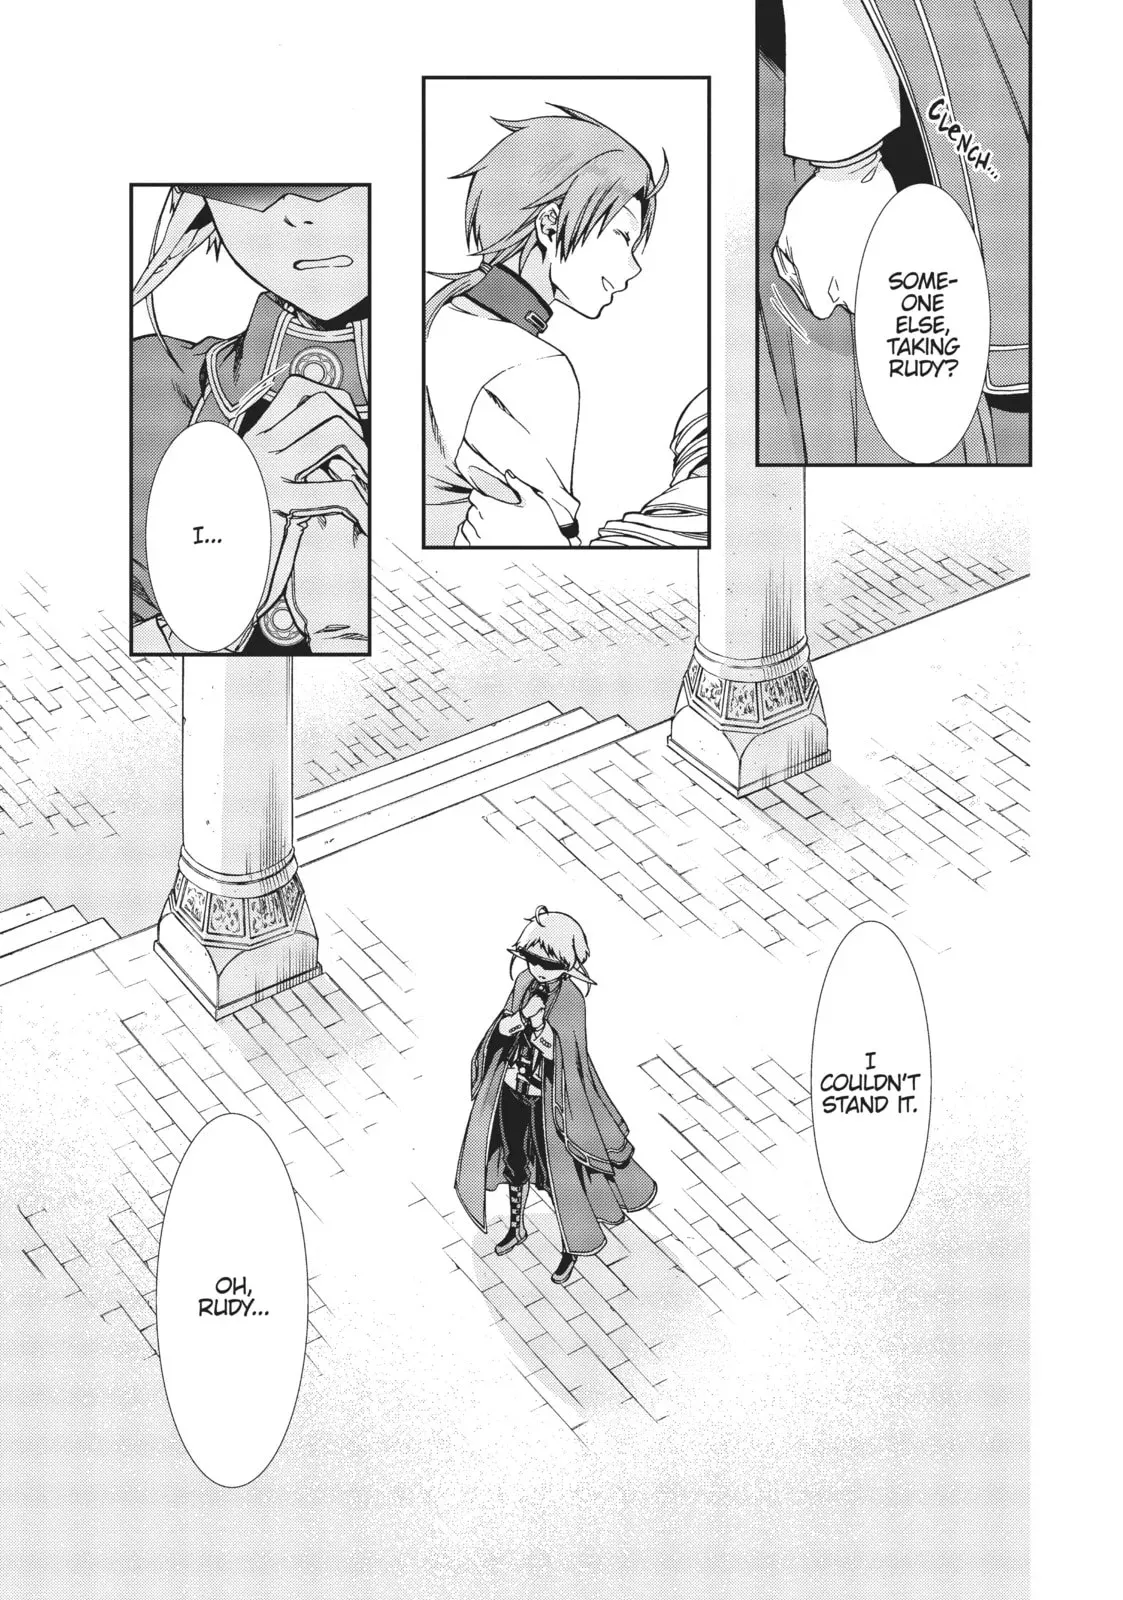 CLENCH...
SOME-
ONE
ELSE,
TAKING
RUDY?
I...
I
COULDN'T
STAND IT.
OH,
RUDY...